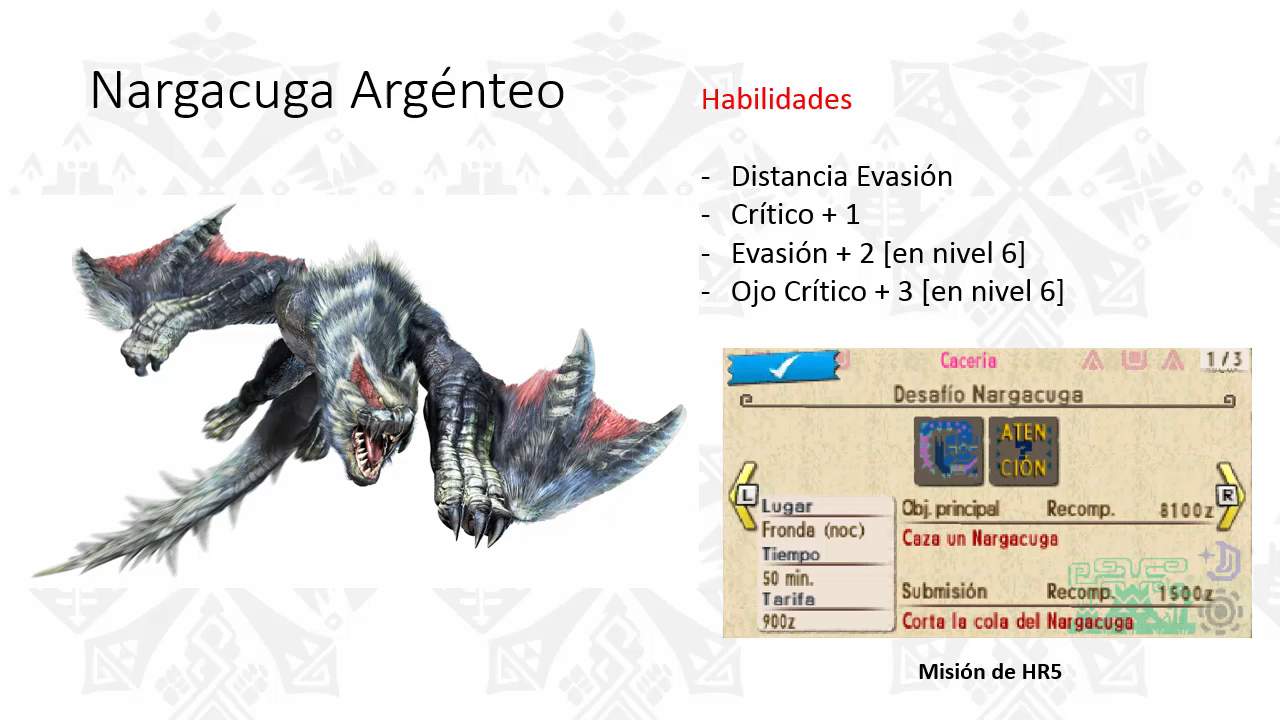 Nargacuga Argénteo
Habilidades
- Distancia Evasión
- Crítico + 1
- Evasión + 2 [en nivel 6]
- Ojo Crítico + 3 [en nivel 6]
Cacería
1/3
Desafío Nargacuga
ATEN
?
CIÓN
L
R
Lugar
Fronda (noc)
Tiempo
50 min.
Tarifa
900z
Obj. principal Recomp. 8100z
Caza un Nargacuga
Submisión Recomp. 1500z
Corta la cola del Nargacuga
Misión de HR5